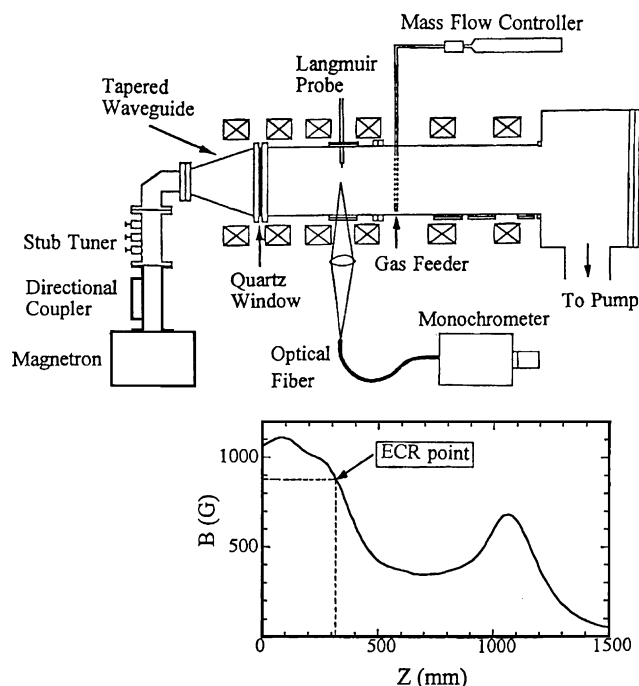 Mass Flow Controller
Langmuir
Probe
Tapered
Waveguide
Stub Tuner
Directional
Coupler
Magnetron
Quartz
Window
Gas Feeder
To Pump
Monochrometer
Optical
Fiber
ECR point
1000
500
B (G)
0
500
1000
1500
Z (mm)